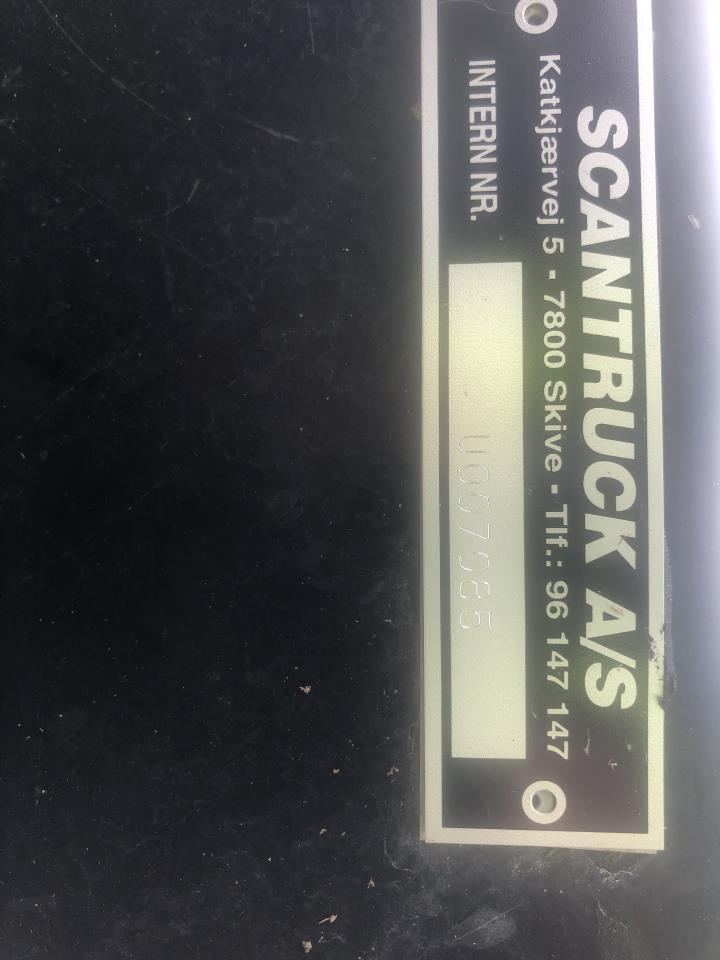 SCANTRUCK A/S
Katkjærvej 5 - 7800 Skive - Tlf.: 96 147 147
INTERN NR. U007085